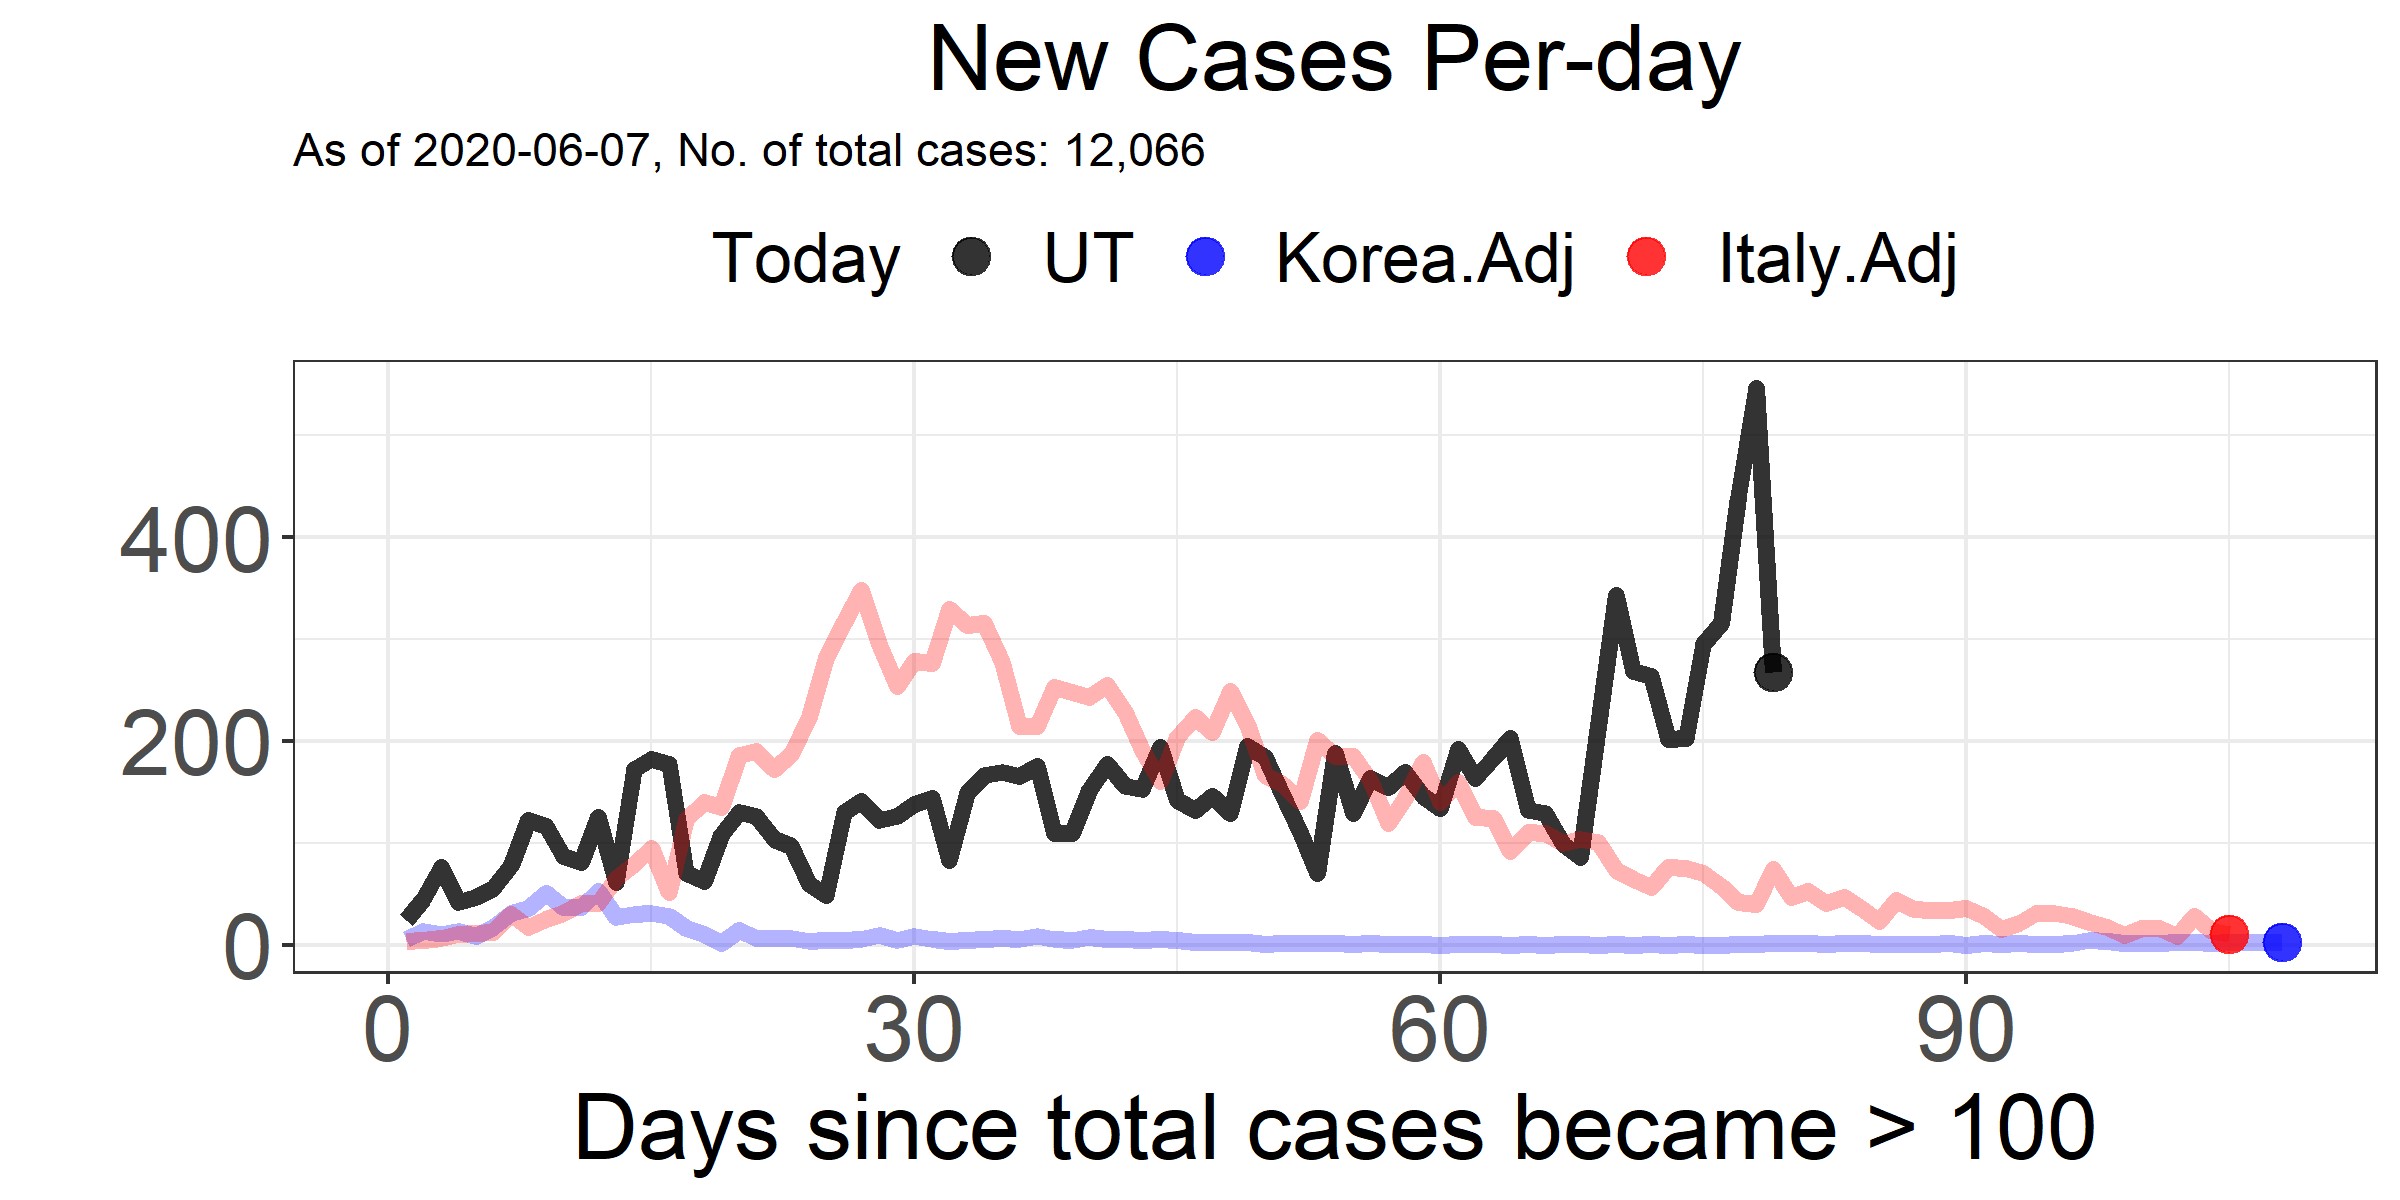 New Cases Per-day
As of 2020-06-07, No. of total cases: 12,066
Today UT Korea.Adj Italy.Adj
400
200
0
0 30 60 90
Days since total cases became > 100